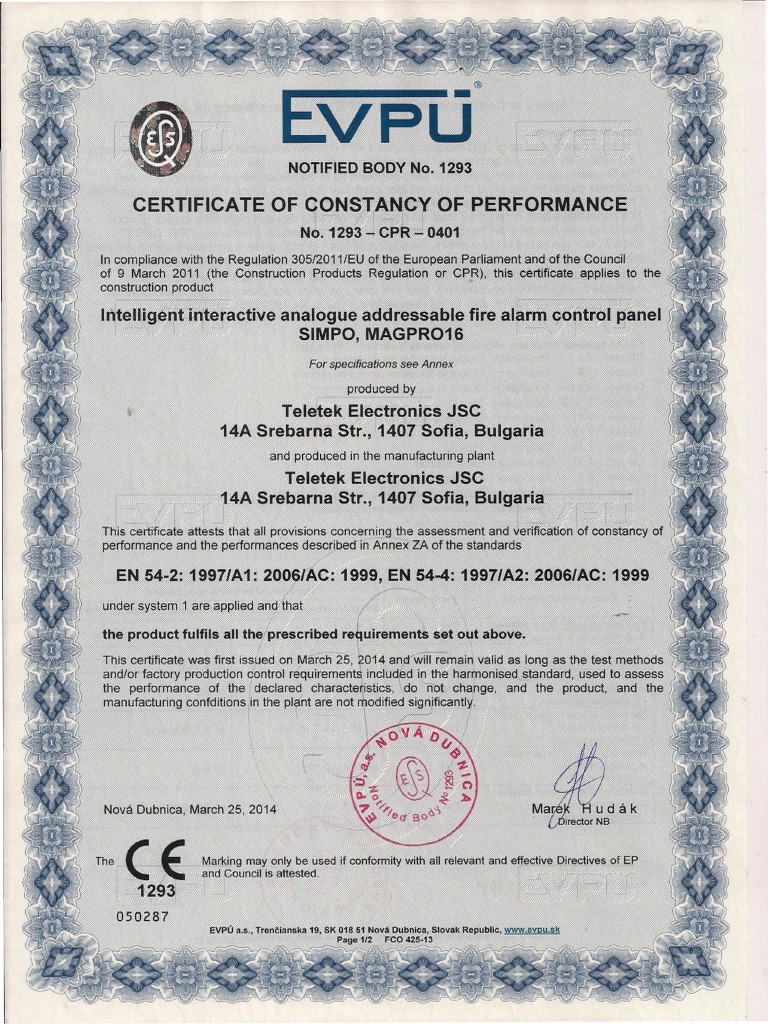 EVPÚ®
NOTIFIED BODY No. 1293
CERTIFICATE OF CONSTANCY OF PERFORMANCE
No. 1293 – CPR – 0401
In compliance with the Regulation 305/2011/EU of the European Parliament and of the Council
of 9 March 2011 (the Construction Products Regulation or CPR), this certificate applies to the
construction product
Intelligent interactive analogue addressable fire alarm control panel
SIMPO, MAGPRO16
For specifications see Annex
produced by
Teletek Electronics JSC
14A Srebarna Str., 1407 Sofia, Bulgaria
and produced in the manufacturing plant
Teletek Electronics JSC
14A Srebarna Str., 1407 Sofia, Bulgaria
This certificate attests that all provisions concerning the assessment and verification of constancy of
performance and the performances described in Annex ZA of the standards
EN 54-2: 1997/A1: 2006/AC: 1999, EN 54-4: 1997/A2: 2006/AC: 1999
under system 1 are applied and that
the product fulfils all the prescribed requirements set out above.
This certificate was first issued on March 25, 2014 and will remain valid as long as the test methods
and/or factory production control requirements included in the harmonised standard, used to assess
the performance of the declared characteristics, do not change, and the product, and the
manufacturing confditions in the plant are not modified significantly.
EVPÚ, a.s. NOVÁ DUBNICA
Notified Body No 1293
Nová Dubnica, March 25, 2014
Marek Hudák
Director NB
The CE Marking may only be used if conformity with all relevant and effective Directives of EP
and Council is attested.
1293
050287
EVPÚ a.s., Trenčianska 19, SK 018 51 Nová Dubnica, Slovak Republic, www.evpu.sk
Page 1/2 FCO 425-13